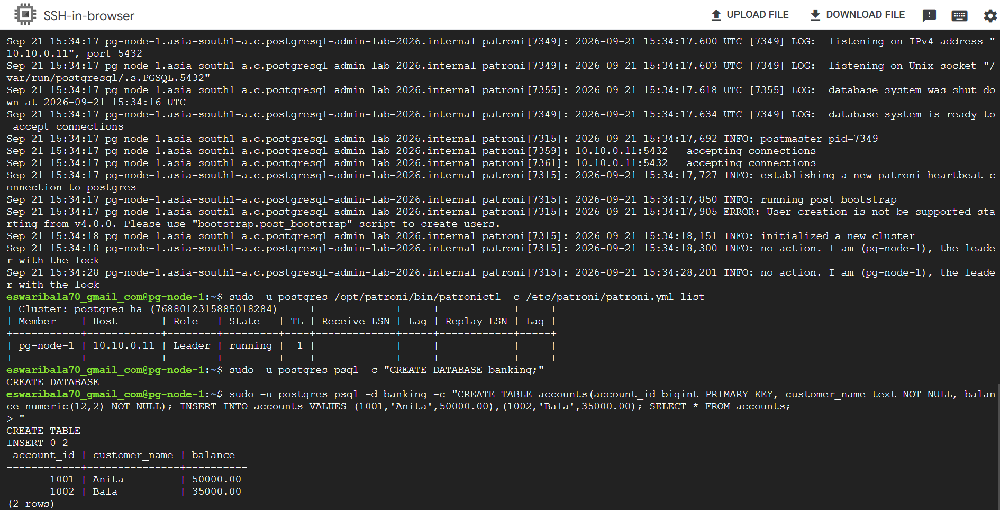 SSH-in-browser
UPLOAD FILE
DOWNLOAD FILE
Sep 21 15:34:17 pg-node-1.asia-south1-a.c.postgresql-admin-lab-2026.internal patroni[7349]: 2026-09-21 15:34:17.600 UTC [7349] LOG:  listening on IPv4 address "
10.10.0.11", port 5432
Sep 21 15:34:17 pg-node-1.asia-south1-a.c.postgresql-admin-lab-2026.internal patroni[7349]: 2026-09-21 15:34:17.603 UTC [7349] LOG:  listening on Unix socket "/
var/run/postgresql/.s.PGSQL.5432"
Sep 21 15:34:17 pg-node-1.asia-south1-a.c.postgresql-admin-lab-2026.internal patroni[7355]: 2026-09-21 15:34:17.618 UTC [7355] LOG:  database system was shut do
wn at 2026-09-21 15:34:16 UTC
Sep 21 15:34:17 pg-node-1.asia-south1-a.c.postgresql-admin-lab-2026.internal patroni[7349]: 2026-09-21 15:34:17.634 UTC [7349] LOG:  database system is ready to
 accept connections
Sep 21 15:34:17 pg-node-1.asia-south1-a.c.postgresql-admin-lab-2026.internal patroni[7315]: 2026-09-21 15:34:17,692 INFO: postmaster pid=7349
Sep 21 15:34:17 pg-node-1.asia-south1-a.c.postgresql-admin-lab-2026.internal patroni[7359]: 10.10.0.11:5432 - accepting connections
Sep 21 15:34:17 pg-node-1.asia-south1-a.c.postgresql-admin-lab-2026.internal patroni[7361]: 10.10.0.11:5432 - accepting connections
Sep 21 15:34:17 pg-node-1.asia-south1-a.c.postgresql-admin-lab-2026.internal patroni[7315]: 2026-09-21 15:34:17,727 INFO: establishing a new patroni heartbeat c
onnection to postgres
Sep 21 15:34:17 pg-node-1.asia-south1-a.c.postgresql-admin-lab-2026.internal patroni[7315]: 2026-09-21 15:34:17,850 INFO: running post_bootstrap
Sep 21 15:34:17 pg-node-1.asia-south1-a.c.postgresql-admin-lab-2026.internal patroni[7315]: 2026-09-21 15:34:17,905 ERROR: User creation is not be supported sta
rting from v4.0.0. Please use "bootstrap.post_bootstrap" script to create users.
Sep 21 15:34:18 pg-node-1.asia-south1-a.c.postgresql-admin-lab-2026.internal patroni[7315]: 2026-09-21 15:34:18,151 INFO: initialized a new cluster
Sep 21 15:34:18 pg-node-1.asia-south1-a.c.postgresql-admin-lab-2026.internal patroni[7315]: 2026-09-21 15:34:18,300 INFO: no action. I am (pg-node-1), the leade
r with the lock
Sep 21 15:34:28 pg-node-1.asia-south1-a.c.postgresql-admin-lab-2026.internal patroni[7315]: 2026-09-21 15:34:28,201 INFO: no action. I am (pg-node-1), the leade
r with the lock
eswaribala70_gmail_com@pg-node-1:~$ sudo -u postgres /opt/patroni/bin/patronictl -c /etc/patroni/patroni.yml list
+ Cluster: postgres-ha (7688012315885018284) ----+-------------+-----+------------+-----+
| Member    | Host       | Role   | State   | TL | Receive LSN | Lag | Replay LSN | Lag |
+-----------+------------+--------+---------+----+-------------+-----+------------+-----+
| pg-node-1 | 10.10.0.11 | Leader | running |  1 |             |     |            |     |
+-----------+------------+--------+---------+----+-------------+-----+------------+-----+
eswaribala70_gmail_com@pg-node-1:~$ sudo -u postgres psql -c "CREATE DATABASE banking;"
CREATE DATABASE
eswaribala70_gmail_com@pg-node-1:~$ sudo -u postgres psql -d banking -c "CREATE TABLE accounts(account_id bigint PRIMARY KEY, customer_name text NOT NULL, balan
ce numeric(12,2) NOT NULL); INSERT INTO accounts VALUES (1001,'Anita',50000.00),(1002,'Bala',35000.00); SELECT * FROM accounts;
> "
CREATE TABLE
INSERT 0 2
 account_id | customer_name | balance
------------+---------------+----------
       1001 | Anita         | 50000.00
       1002 | Bala          | 35000.00
(2 rows)